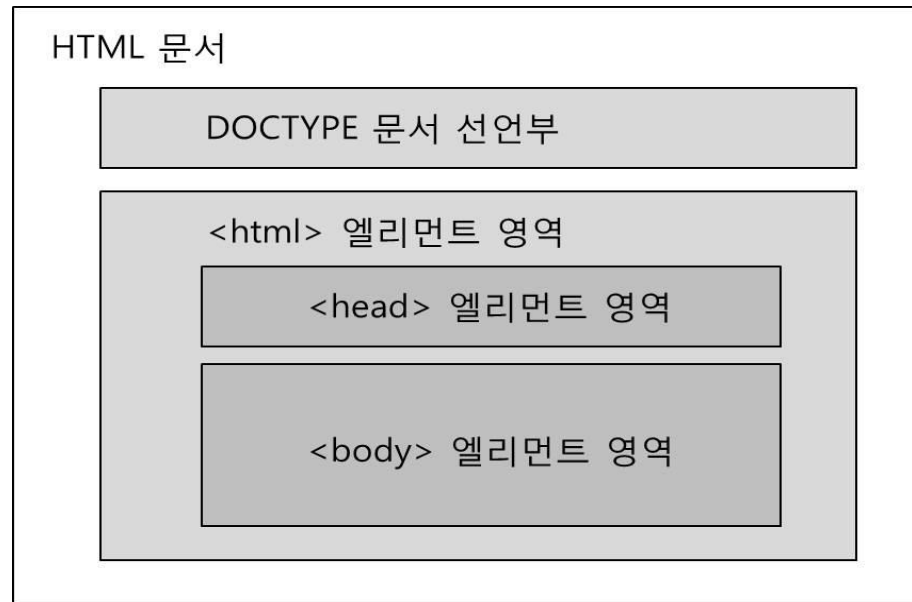 HTML 문서
DOCTYPE 문서 선언부
<html> 엘리먼트 영역
<head> 엘리먼트 영역
<body> 엘리먼트 영역